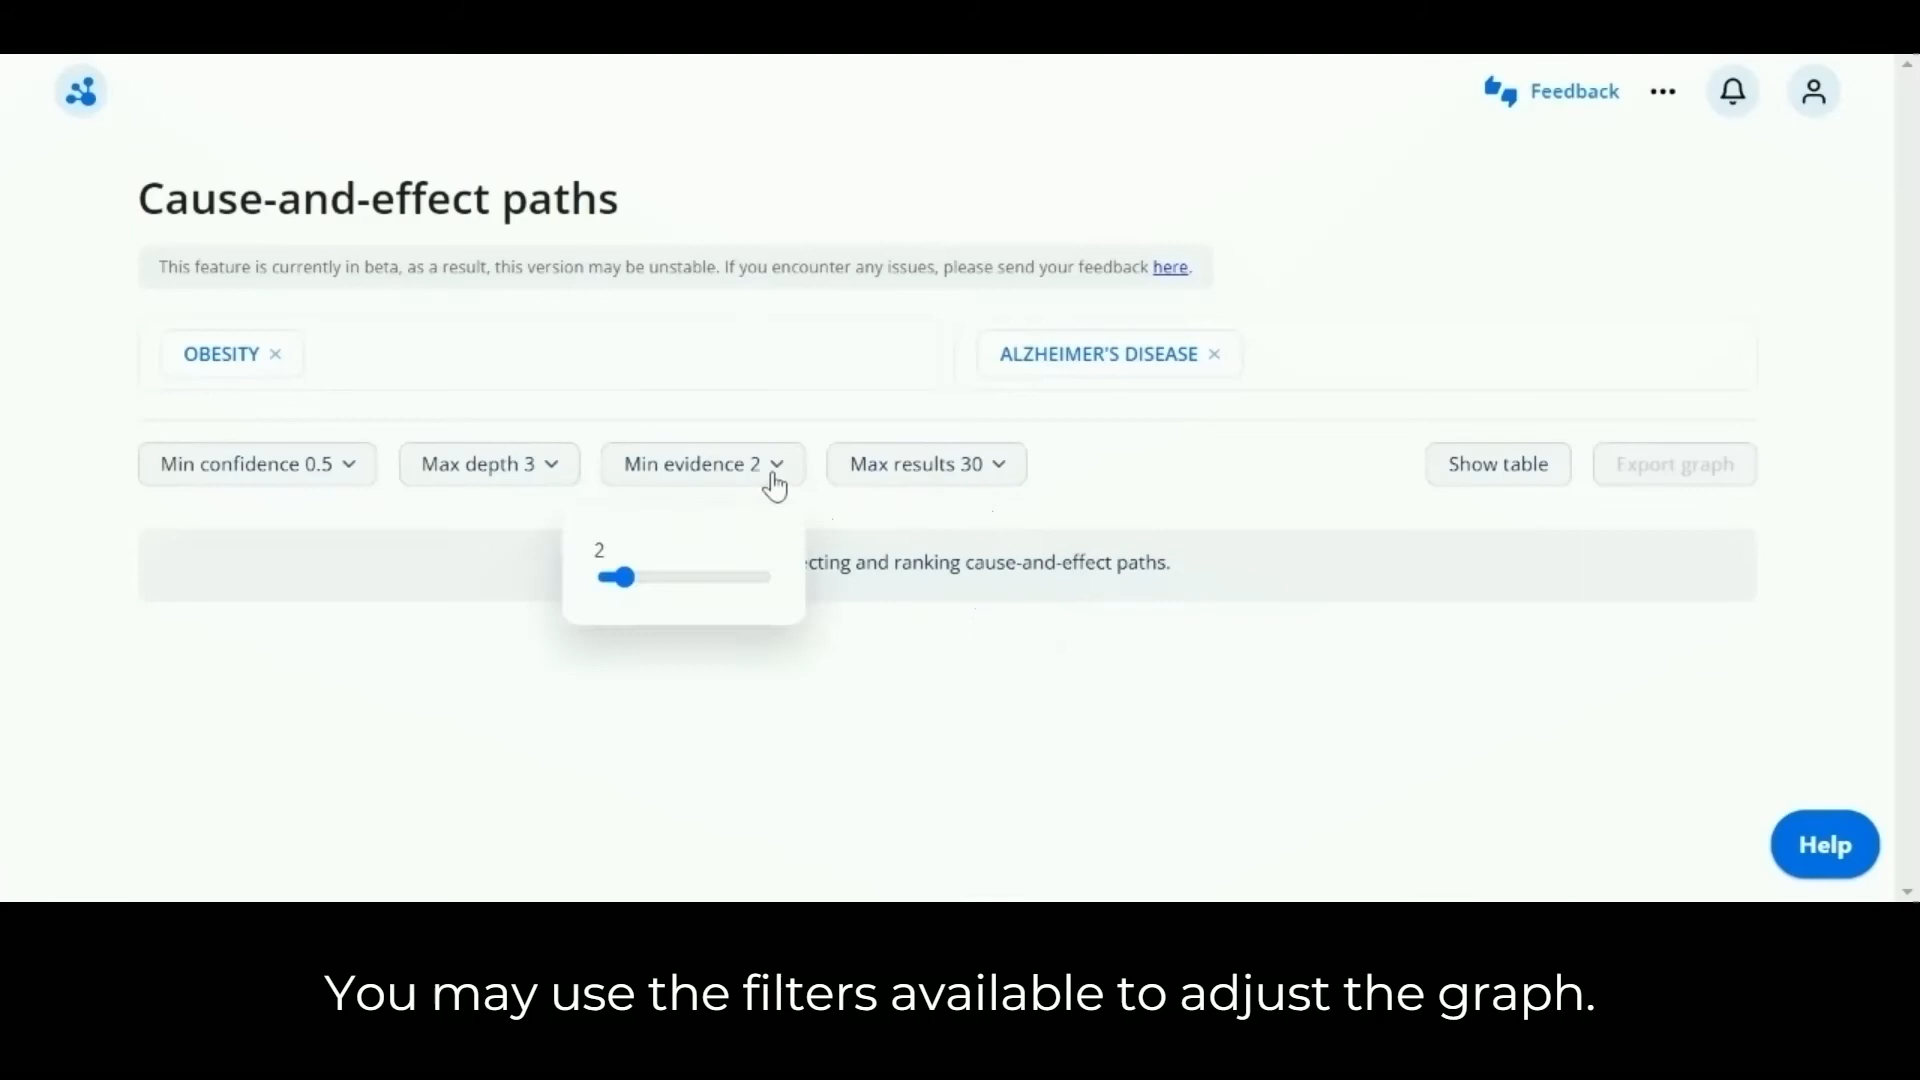 Feedback
Cause-and-effect paths
This feature is currently in beta, as a result, this version may be unstable. If you encounter any issues, please send your feedback here.
OBESITY
ALZHEIMER'S DISEASE
Min confidence 0.5
Max depth 3
Min evidence 2
Max results 30
Show table
Export graph
2
and ranking cause-and-effect paths.
Help
You may use the filters available to adjust the graph.